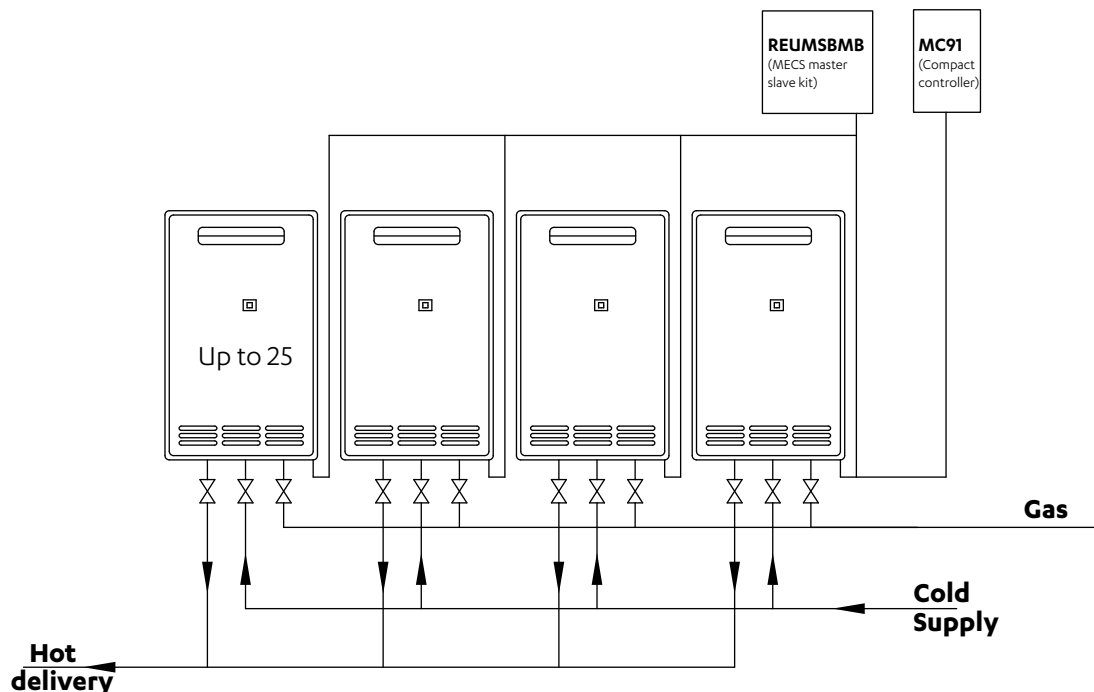 REUMSBMB
(MECS master
slave kit)
MC91
(Compact
controller)
Up to 25
Gas
Cold
Supply
Hot
delivery